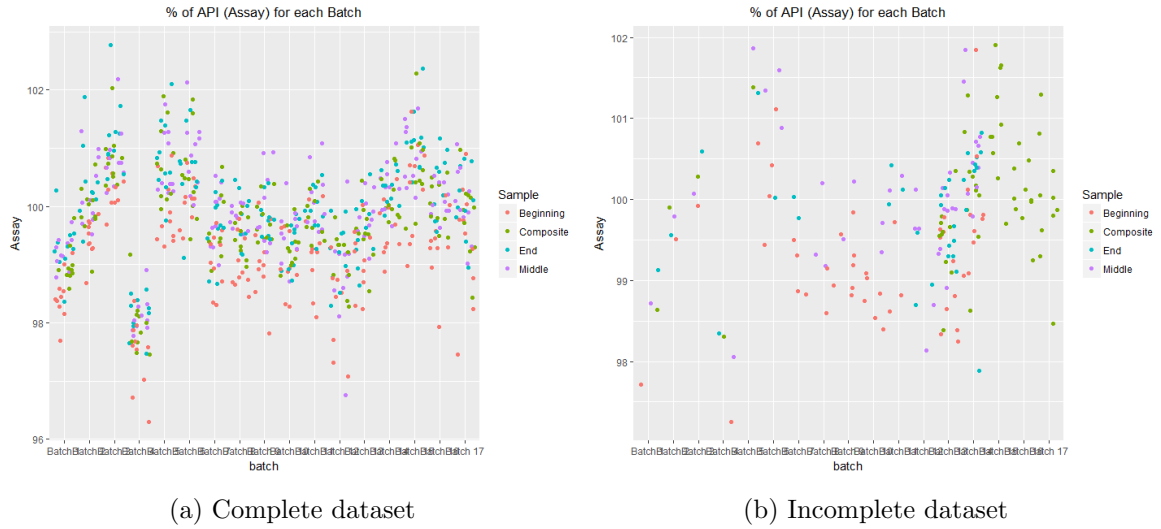 % of API (Assay) for each Batch
102
100
98
96
Assay
batch
Sample
Beginning
Composite
End
Middle
(a) Complete dataset
% of API (Assay) for each Batch
102
101
100
99
98
Assay
batch
Sample
Beginning
Composite
End
Middle
(b) Incomplete dataset